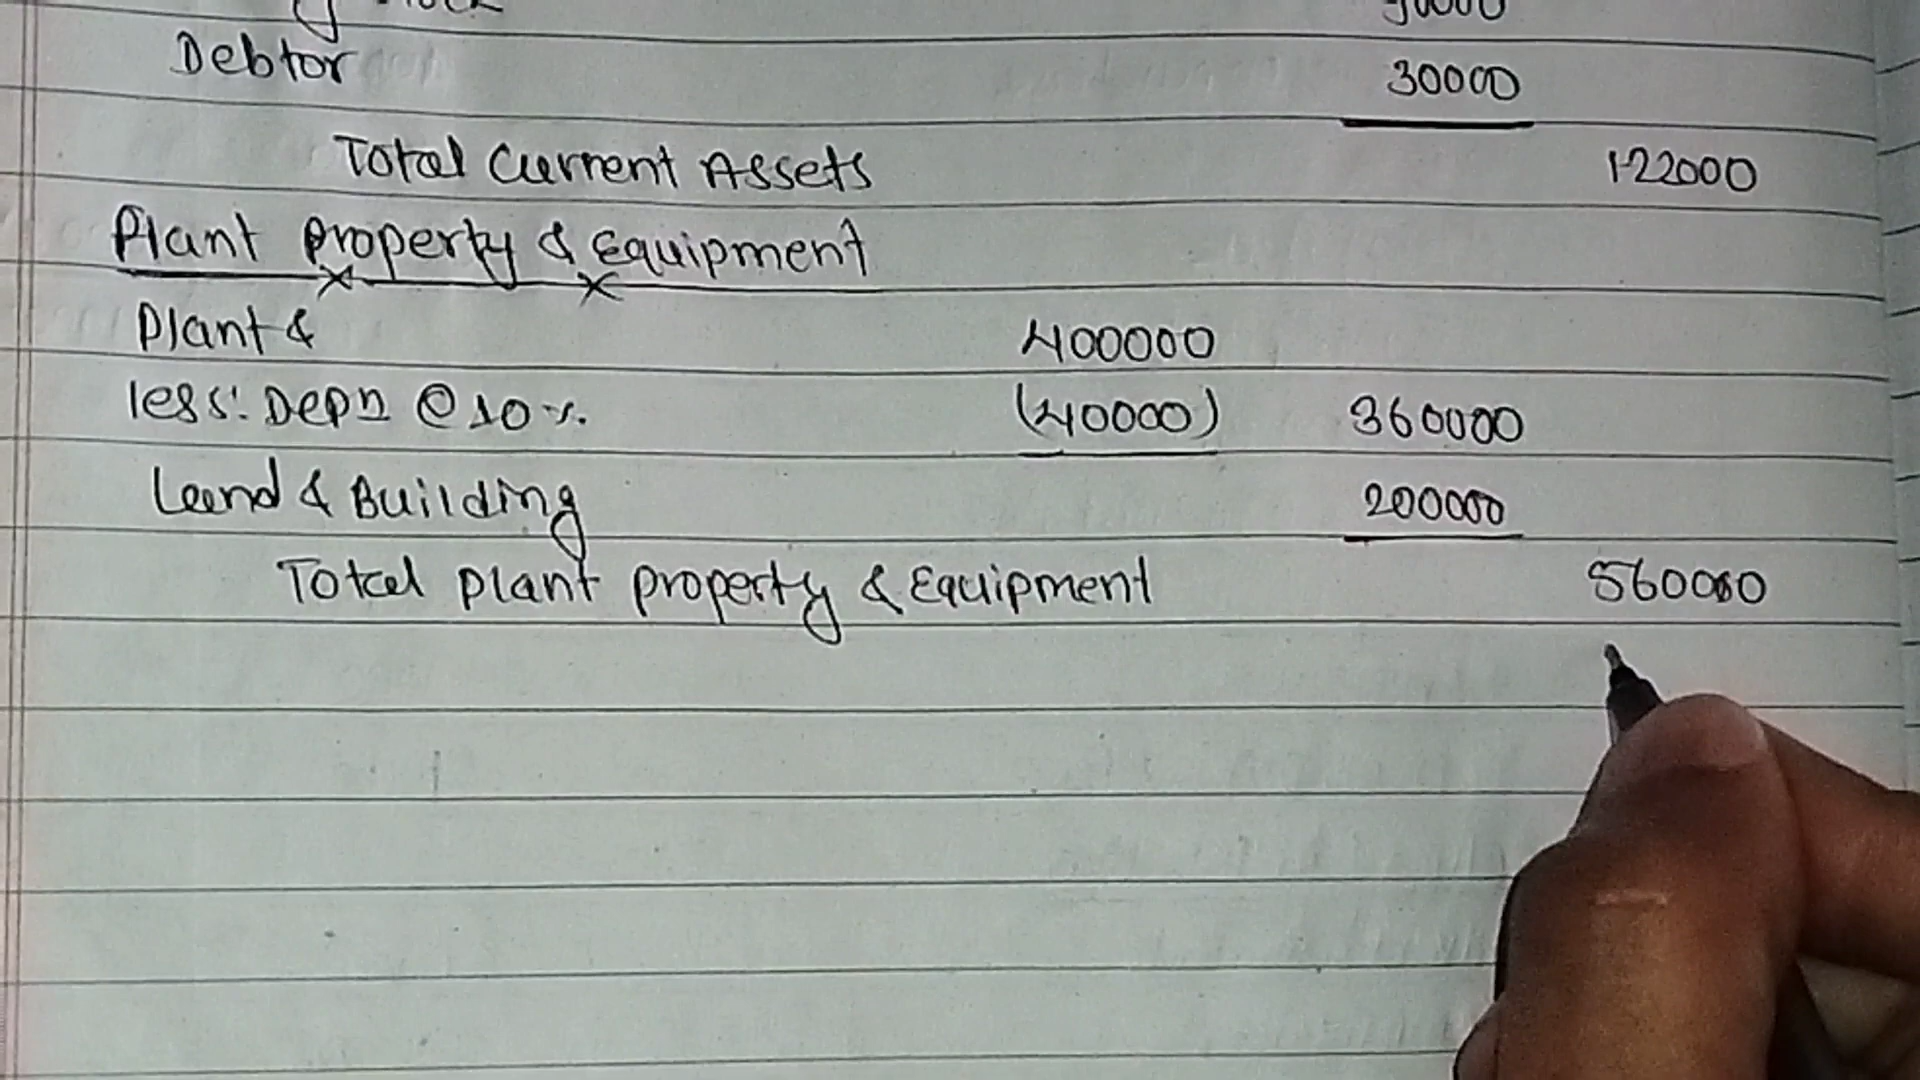 Debtor 30000
Total Current Assets 122000
Plant Property & Equipment
Plant & 400000
less: Depn @ 10%. (40000) 360000
Land & Building 200000
Total plant property & Equipment 560000